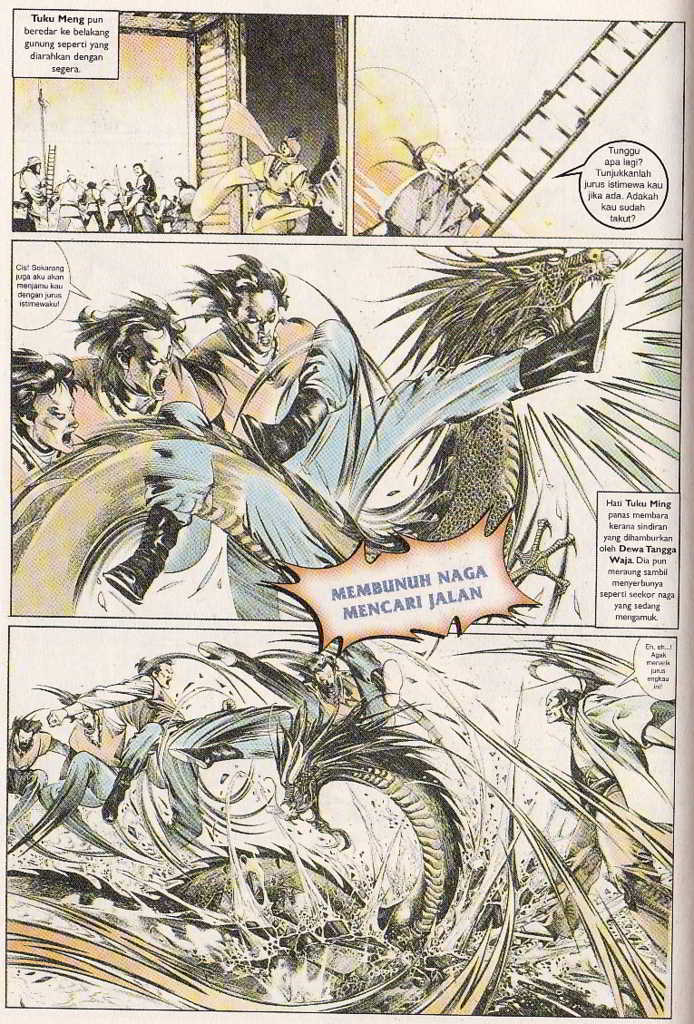 Tuku Meng pun
beredar ke belakang
gunung seperti yang
diarahkan dengan
segera.
Tunggu
apa lagi?
Tunjukkanlah
jurus istimewa kau
jika ada. Adakah
kau sudah
takut?
Cis! Sekarang
juga aku akan
menjamu kau
dengan jurus
istimewaku!
Hati Tuku Ming
panas membara
kerana sindiran
yang dihamburkan
oleh Dewa Tangga
Waja. Dia pun
meraung sambil
menyerbunya
seperti seekor naga
yang sedang
mengamuk.
MEMBUNUH NAGA
MENCARI JALAN
Eh, eh...!
Agak
menarik
jurus
engkau
ini!